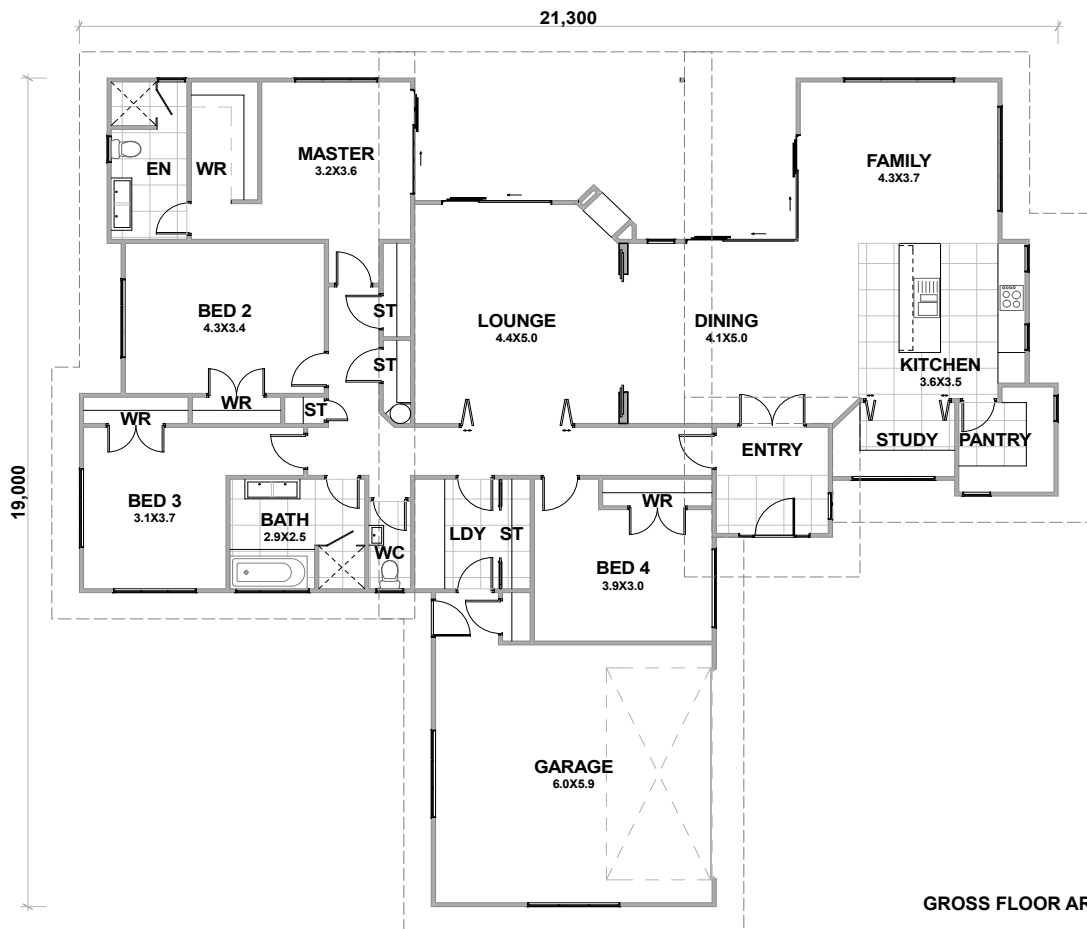 21,300
19,000
MASTER
3.2X3.6
EN
WR
FAMILY
4.3X3.7
BED 2
4.3X3.4
ST
LOUNGE
4.4X5.0
DINING
4.1X5.0
ST
KITCHEN
3.6X3.5
WR
WR
ST
ENTRY
STUDY
PANTRY
BED 3
3.1X3.7
BATH
2.9X2.5
WC
LDY
ST
WR
BED 4
3.9X3.0
GARAGE
6.0X5.9
GROSS FLOOR AR